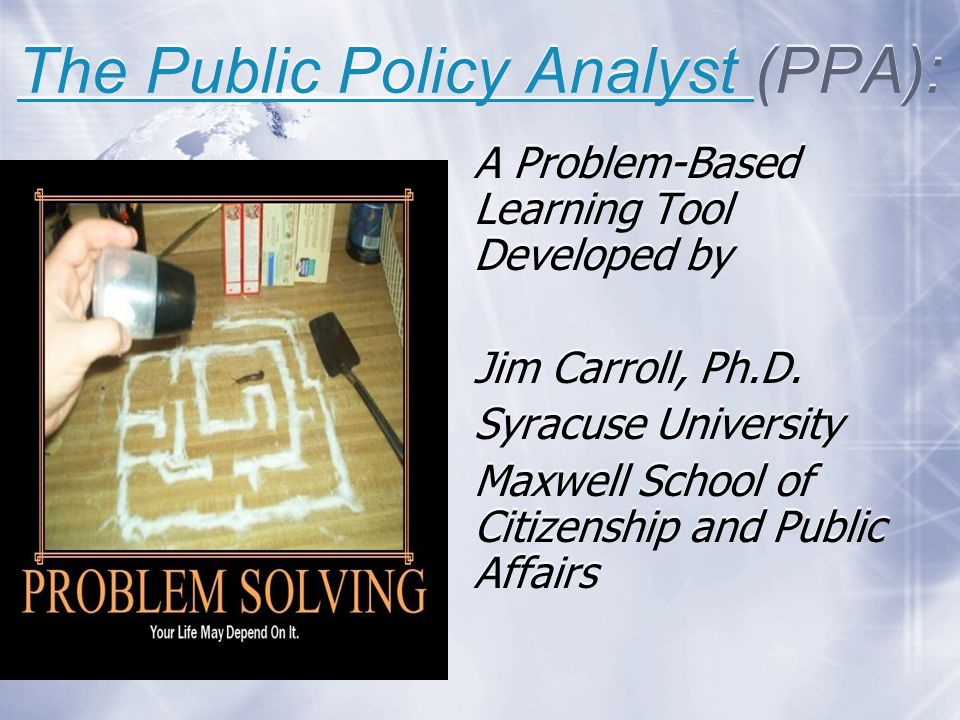 The Public Policy Analyst (PPA):
A Problem-Based
Learning Tool
Developed by
Jim Carroll, Ph.D.
Syracuse University
Maxwell School of
Citizenship and Public
Affairs
PROBLEM SOLVING
Your Life May Depend On It.